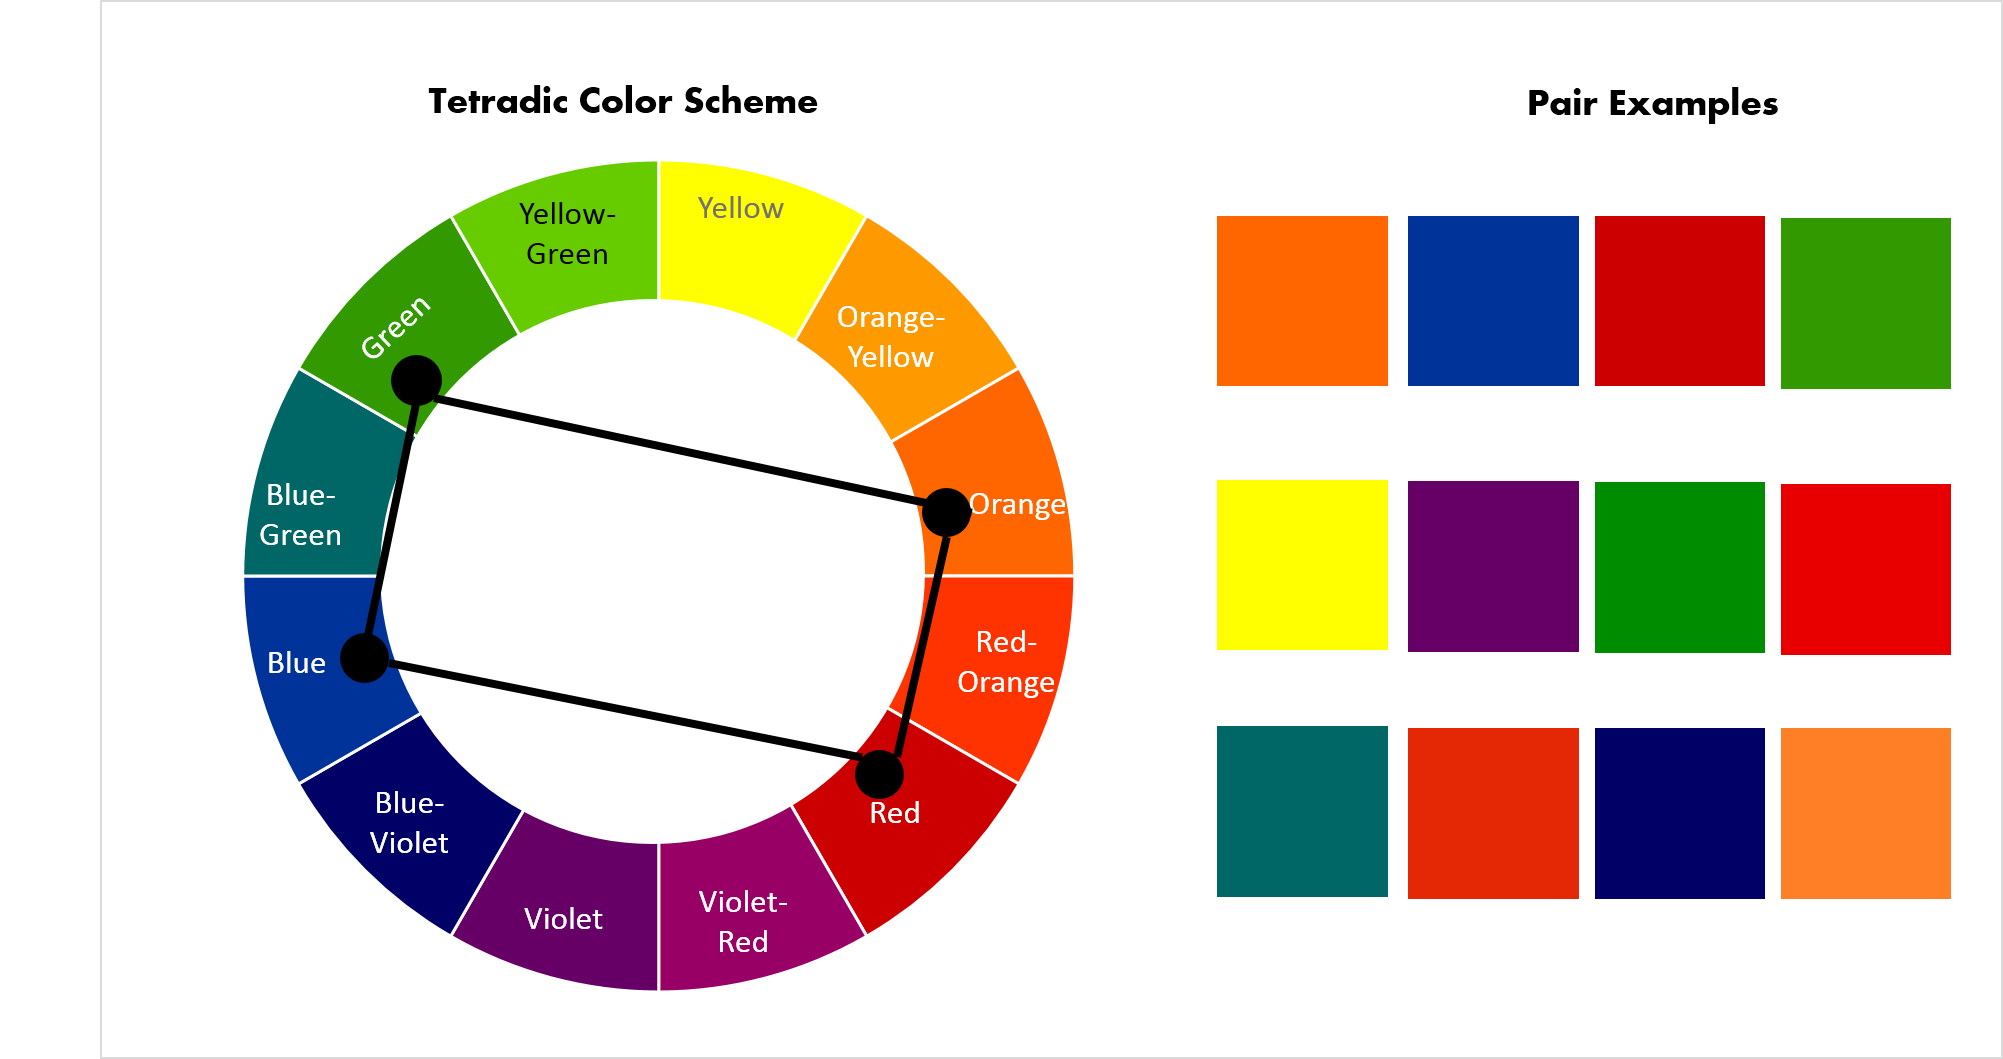 Tetradic Color Scheme
Pair Examples
Yellow-
Green
Yellow
Orange-
Yellow
Green
Orange
Blue-
Green
Red-
Orange
Blue
Blue-
Violet
Red
Violet
Violet-
Red